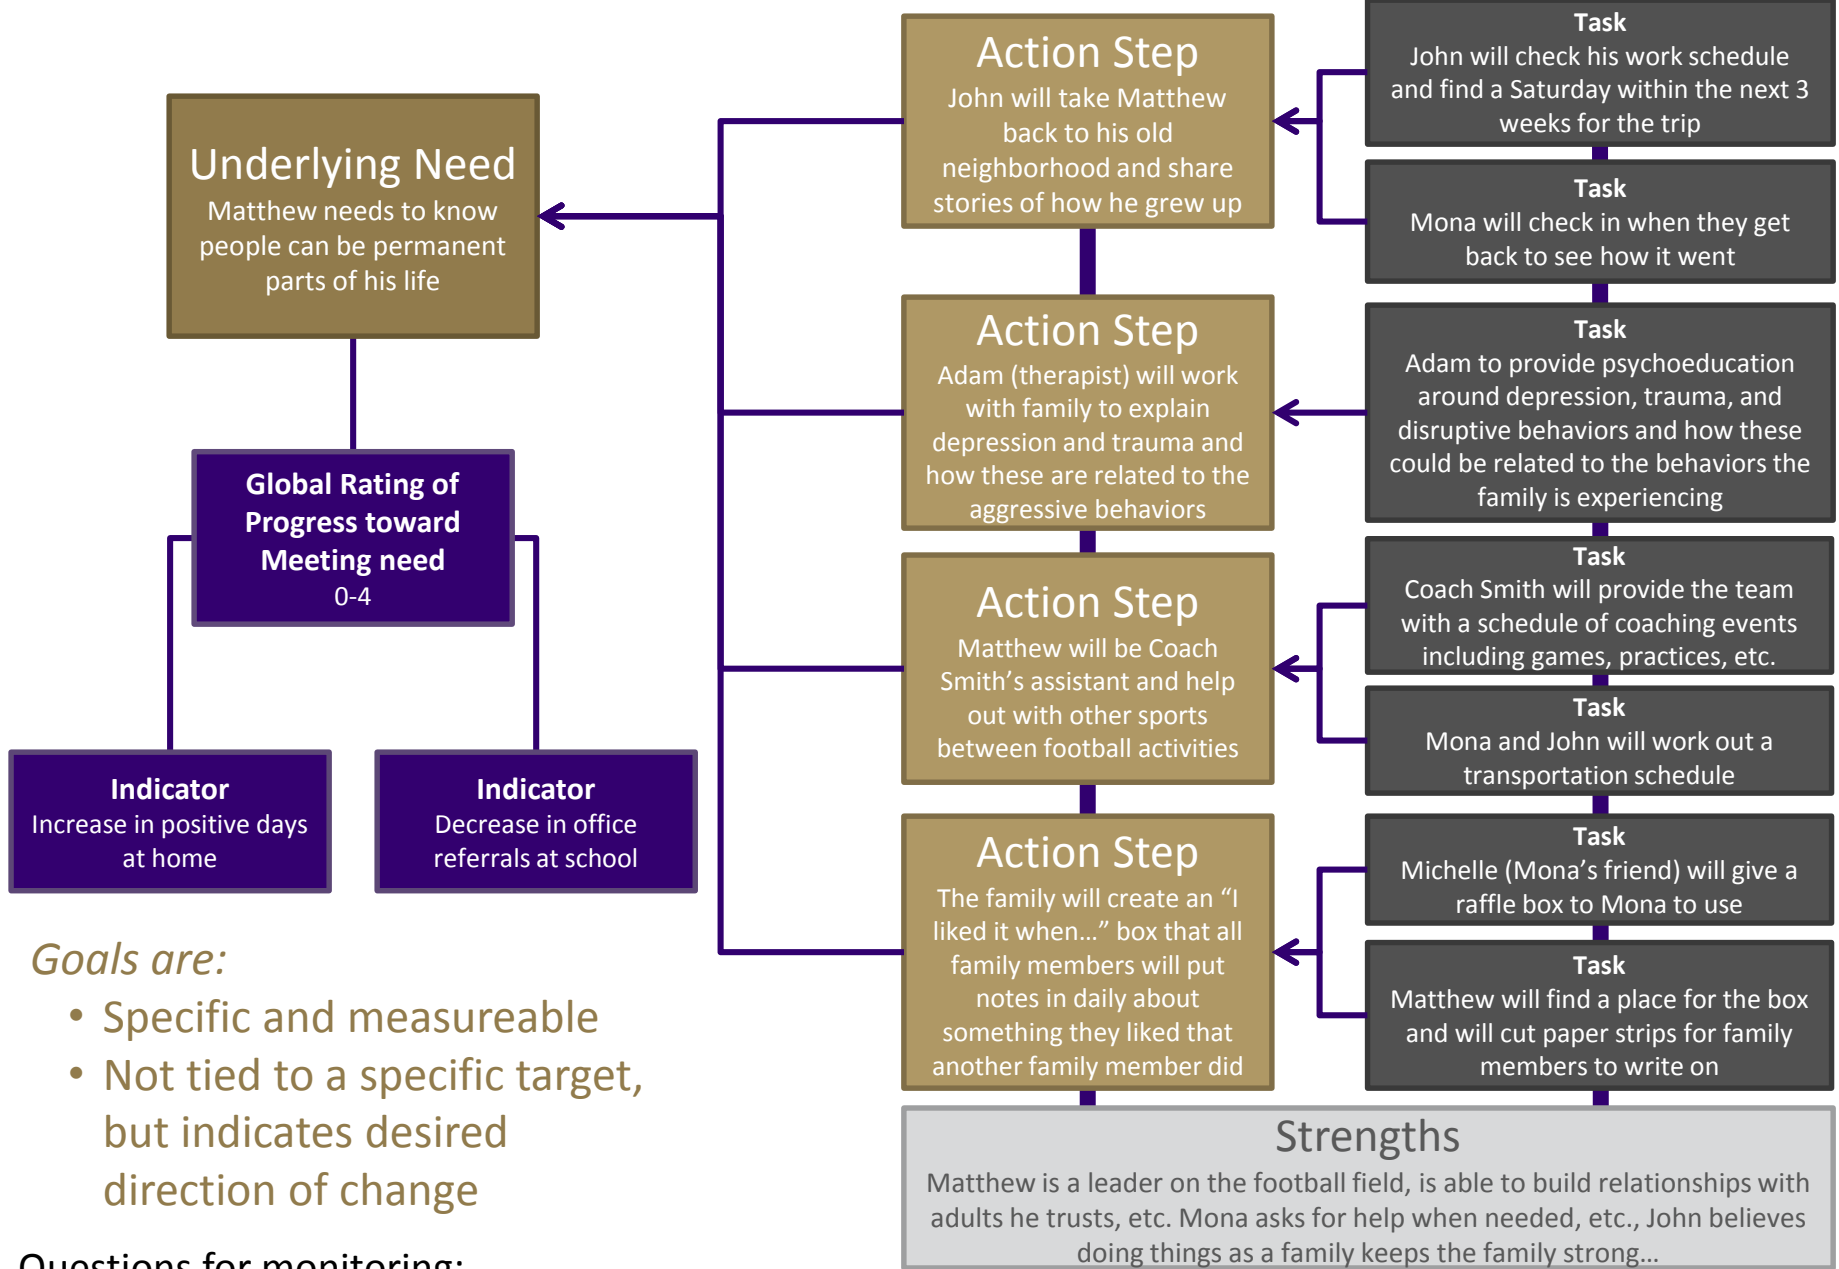 Underlying Need
Matthew needs to know
people can be permanent
parts of his life
Global Rating of
Progress toward
Meeting need
0-4
Indicator
Increase in positive days
at home
Indicator
Decrease in office
referrals at school
Goals are:
• Specific and measureable
• Not tied to a specific target,
but indicates desired
direction of change
Questions for monitoring:
Action Step
John will take Matthew
back to his old
neighborhood and share
stories of how he grew up
Action Step
Adam (therapist) will work
with family to explain
depression and trauma and
how these are related to the
aggressive behaviors
Action Step
Matthew will be Coach
Smith’s assistant and help
out with other sports
between football activities
Action Step
The family will create an “I
liked it when…” box that all
family members will put
notes in daily about
something they liked that
another family member did
Task
John will check his work schedule
and find a Saturday within the next 3
weeks for the trip
Task
Mona will check in when they get
back to see how it went
Task
Adam to provide psychoeducation
around depression, trauma, and
disruptive behaviors and how these
could be related to the behaviors the
family is experiencing
Task
Coach Smith will provide the team
with a schedule of coaching events
including games, practices, etc.
Task
Mona and John will work out a
transportation schedule
Task
Michelle (Mona’s friend) will give a
raffle box to Mona to use
Task
Matthew will find a place for the box
and will cut paper strips for family
members to write on
Strengths
Matthew is a leader on the football field, is able to build relationships with
adults he trusts, etc. Mona asks for help when needed, etc., John believes
doing things as a family keeps the family strong…